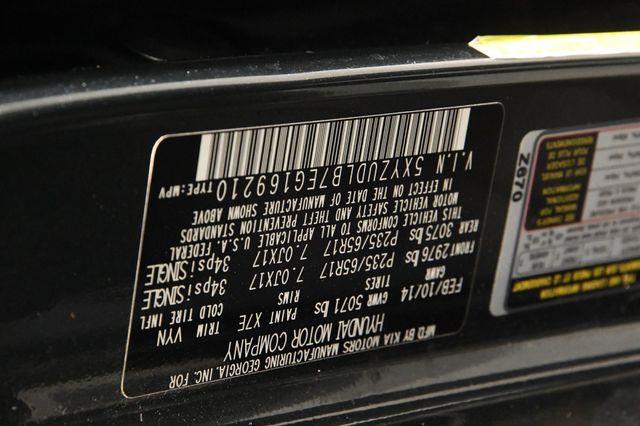 MFD. BY KIA MOTORS MANUFACTURING GEORGIA, INC. FOR
HYUNDAI MOTOR COMPANY
PAINT X7E TRIM VYN
FEB/10/14 GVWR 5071 lbs
GAWR TIRES RIMS COLD TIRE INFL
FRONT 2976 lbs P235/65R17 7.0JX17 34psi SINGLE
REAR 3075 lbs P235/65R17 7.0JX17 34psi SINGLE
THIS VEHICLE CONFORMS TO ALL APPLICABLE U.S.A. FEDERAL
MOTOR VEHICLE SAFETY AND THEFT PREVENTION STANDARDS
IN EFFECT ON THE DATE OF MANUFACTURE SHOWN ABOVE
V.I.N 5XYZUDLB7EG169210 TYPE:MPV
Z670